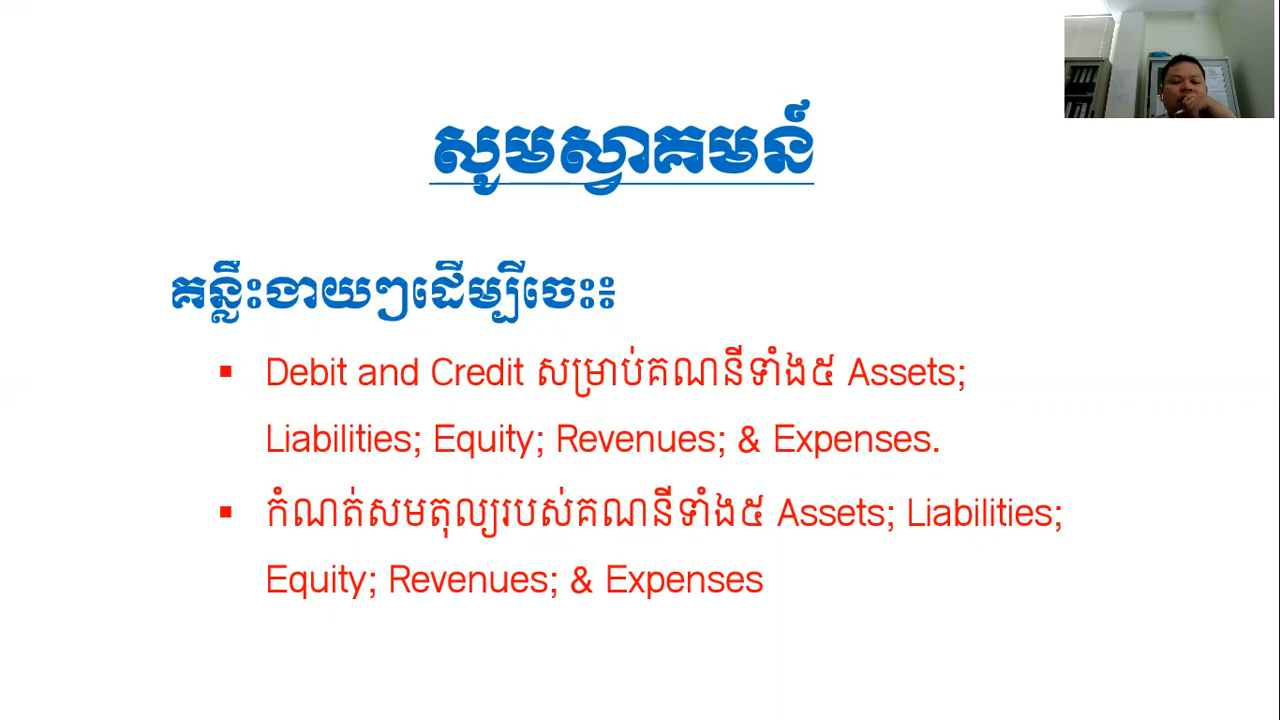 សូមស្វាគមន៍
គន្លឹះងាយៗដើម្បីចេះ៖
▪ Debit and Credit សម្រាប់គណនីទាំង៥ Assets;
Liabilities; Equity; Revenues; & Expenses.
▪ កំណត់សមតុល្យរបស់គណនីទាំង៥ Assets; Liabilities;
Equity; Revenues; & Expenses